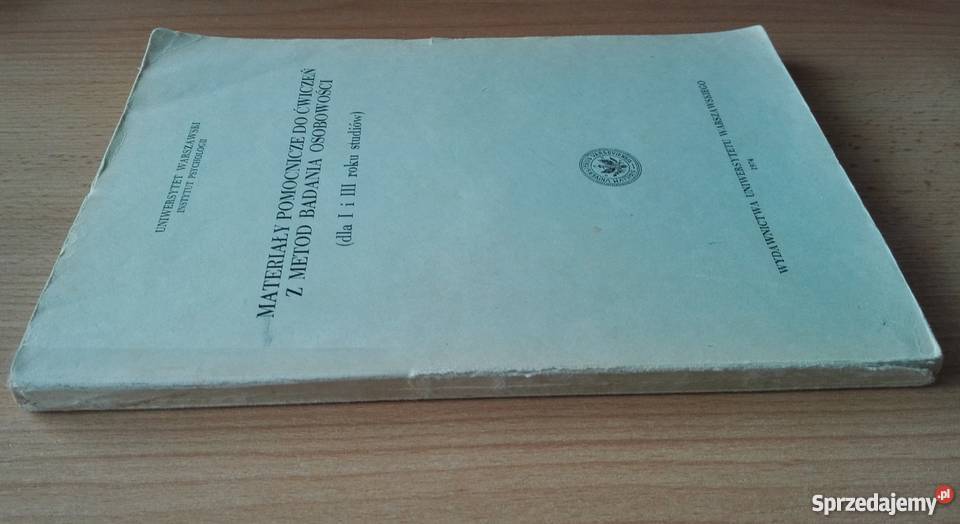 UNIWERSYTET WARSZAWSKI
INSTYTUT PSYCHOLOGII
MATERIAŁY POMOCNICZE DO ĆWICZEŃ
Z METOD BADANIA OSOBOWOŚCI
(dla I i III roku studiów)
WYDAWNICTWA UNIWERSYTETU WARSZAWSKIEGO
1974
Sprzedajemy.pl